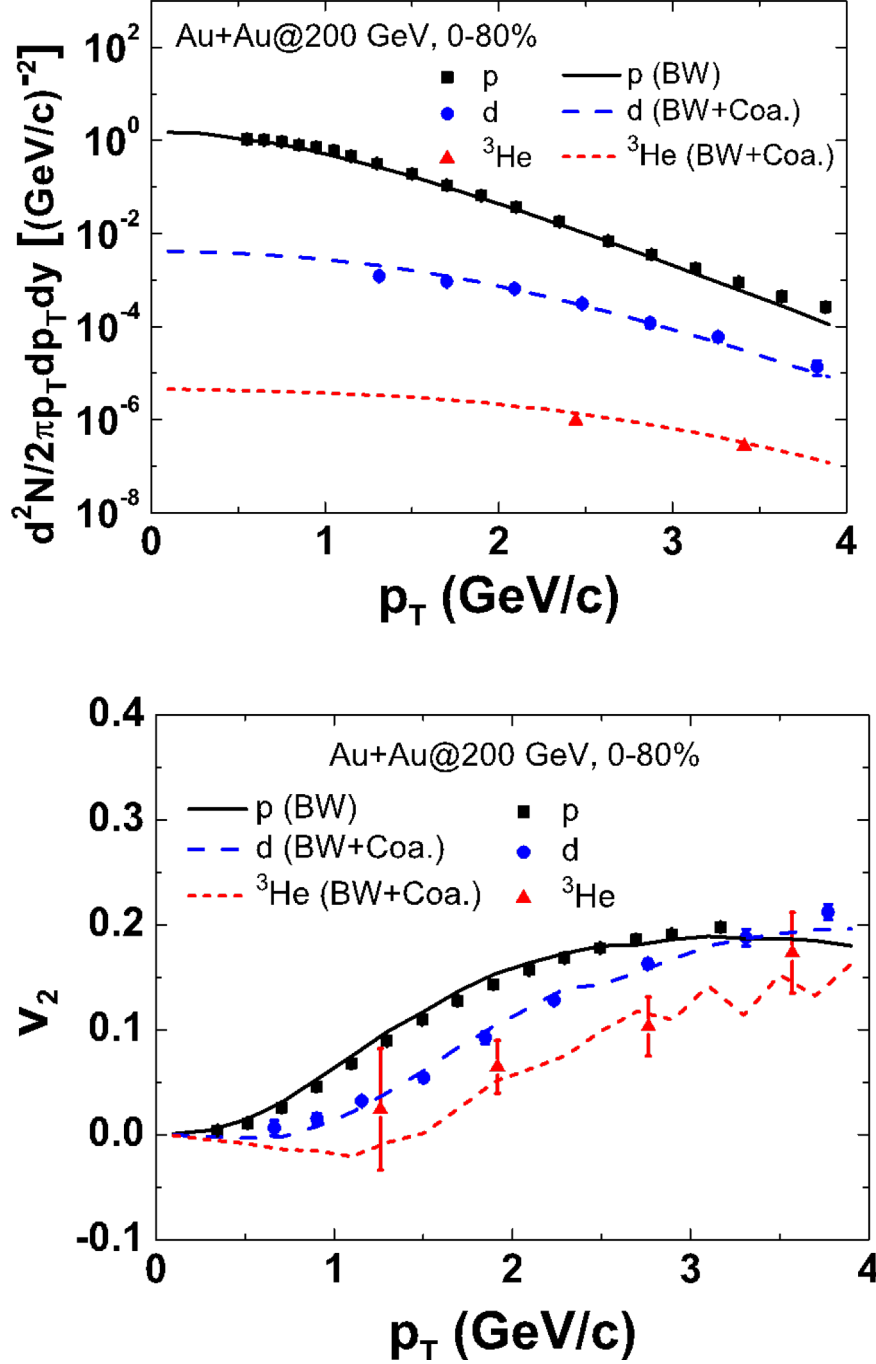 10²
Au+Au@200 GeV, 0-80%
p p (BW)
d d (BW+Coa.)
³He ³He (BW+Coa.)
10⁰
10⁻²
10⁻⁴
10⁻⁶
10⁻⁸
d²N/2πp_Tdp_Tdy [(GeV/c)⁻²]
0 1 2 3 4
p_T (GeV/c)
0.4
Au+Au@200 GeV, 0-80%
p (BW) p
0.3
d (BW+Coa.) d
³He (BW+Coa.) ³He
0.2
0.1
0.0
-0.1
v₂
0 1 2 3 4
p_T (GeV/c)